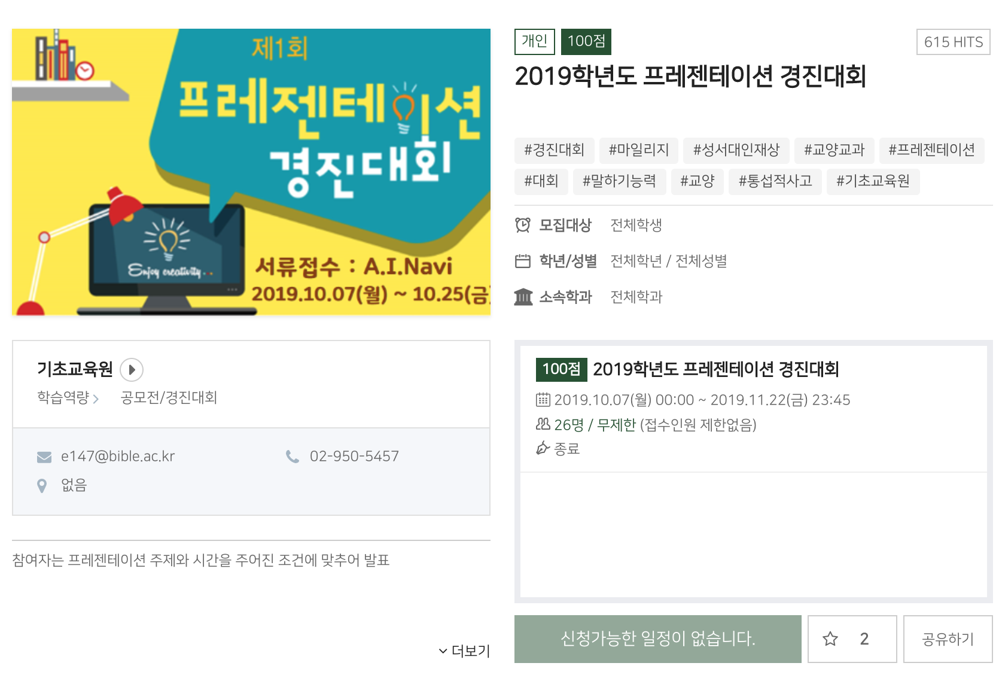 제1회
프레젠테이션
경진대회
Enjoy creativity...
서류접수 : A.I.Navi
2019.10.07(월) ~ 10.25(금)
개인 100점
615 HITS
2019학년도 프레젠테이션 경진대회
#경진대회 #마일리지 #성서대인재상 #교양교과 #프레젠테이션
#대회 #말하기능력 #교양 #통섭적사고 #기초교육원
모집대상 전체학생
학년/성별 전체학년 / 전체성별
소속학과 전체학과
기초교육원
학습역량 공모전/경진대회
e147@bible.ac.kr 02-950-5457
없음
참여자는 프레젠테이션 주제와 시간을 주어진 조건에 맞추어 발표
더보기
100점 2019학년도 프레젠테이션 경진대회
2019.10.07(월) 00:00 ~ 2019.11.22(금) 23:45
26명 / 무제한 (접수인원 제한없음)
종료
신청가능한 일정이 없습니다.
2
공유하기